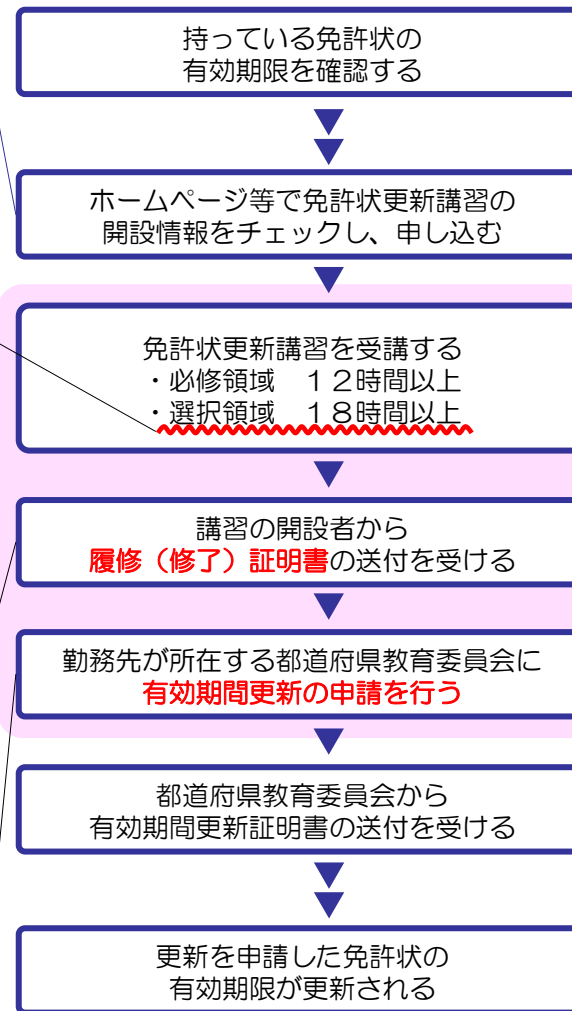 持っている免許状の
有効期限を確認する
ホームページ等で免許状更新講習の
開設情報をチェックし、申し込む
免許状更新講習を受講する
・必修領域　１２時間以上
・選択領域　１８時間以上
講習の開設者から
履修（修了）証明書の送付を受ける
勤務先が所在する都道府県教育委員会に
有効期間更新の申請を行う
都道府県教育委員会から
有効期間更新証明書の送付を受ける
更新を申請した免許状の
有効期限が更新される